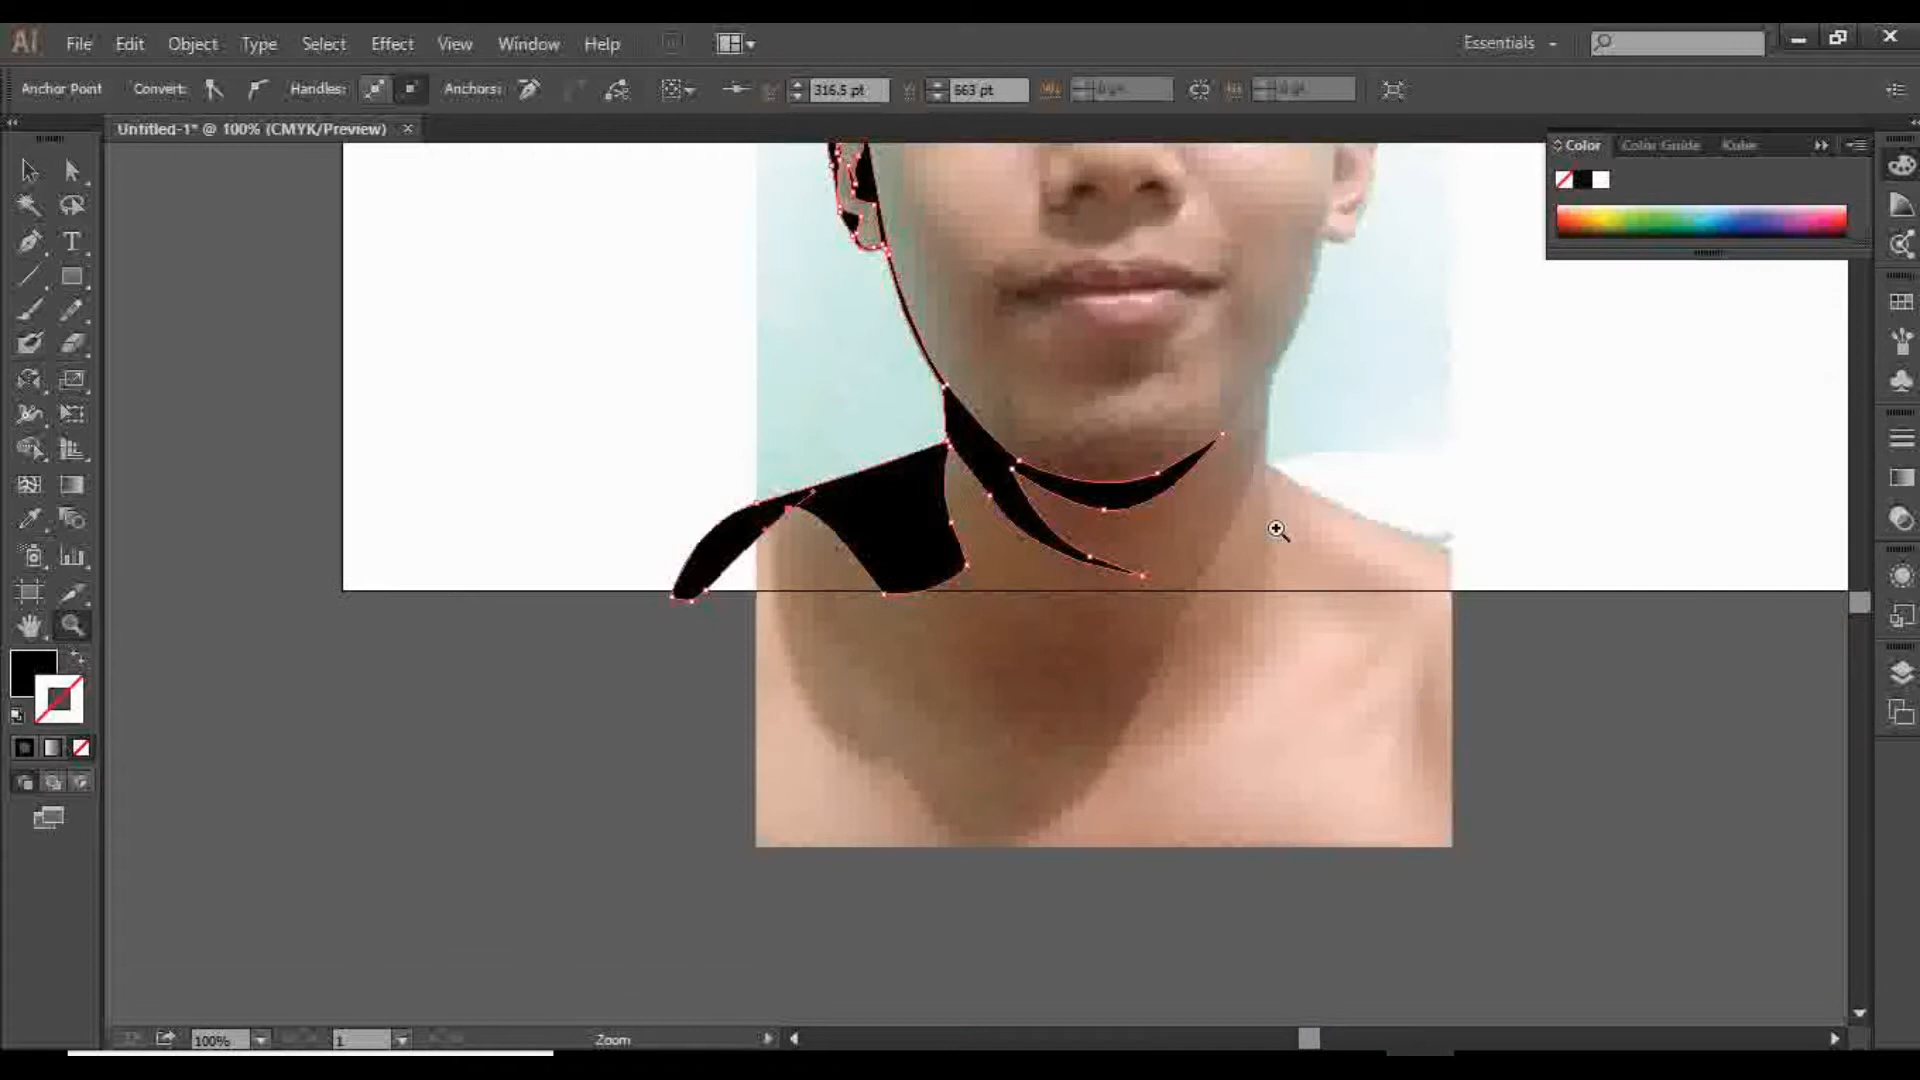 Ai File Edit Object Type Select Effect View Window Help Essentials
Anchor Point Convert: Handles: Anchors: 316.5 pt 663 pt
Untitled-1* @ 100% (CMYK/Preview) ×
Color Color Guide Kuler
T
100% 1 Zoom